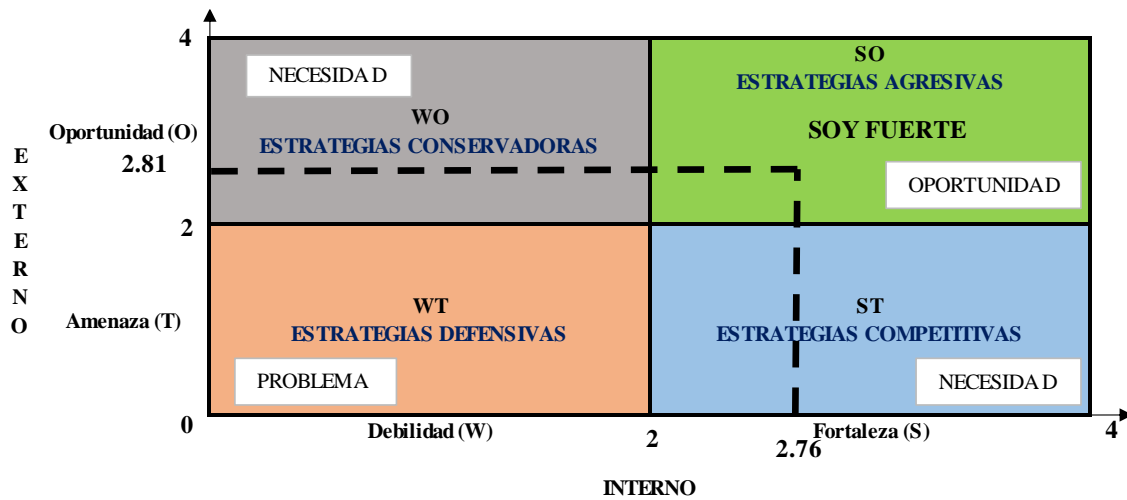 4
NECESIDAD
SO
ESTRATEGIAS AGRESIVAS
WO
SOY FUERTE
Oportunidad (O)
ESTRATEGIAS CONSERVADORAS
2.81
OPORTUNIDAD
2
EXTERNO
WT
ST
Amenaza (T)
ESTRATEGIAS DEFENSIVAS
ESTRATEGIAS COMPETITIVAS
PROBLEMA
NECESIDAD
0
Debilidad (W)
2
Fortaleza (S)
4
2.76
INTERNO